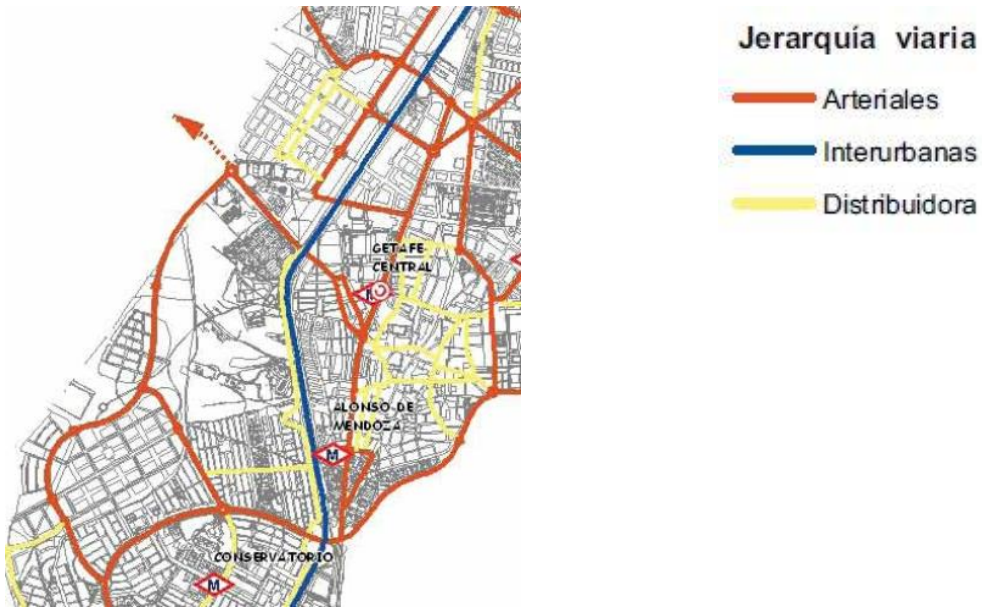 Jerarquía viaria
Arteriales
Interurbanas
Distribuidora
GETAFE
CENTRAL
M
ALONSO DE
MENDOZA
M
CONSERVATORIO
M